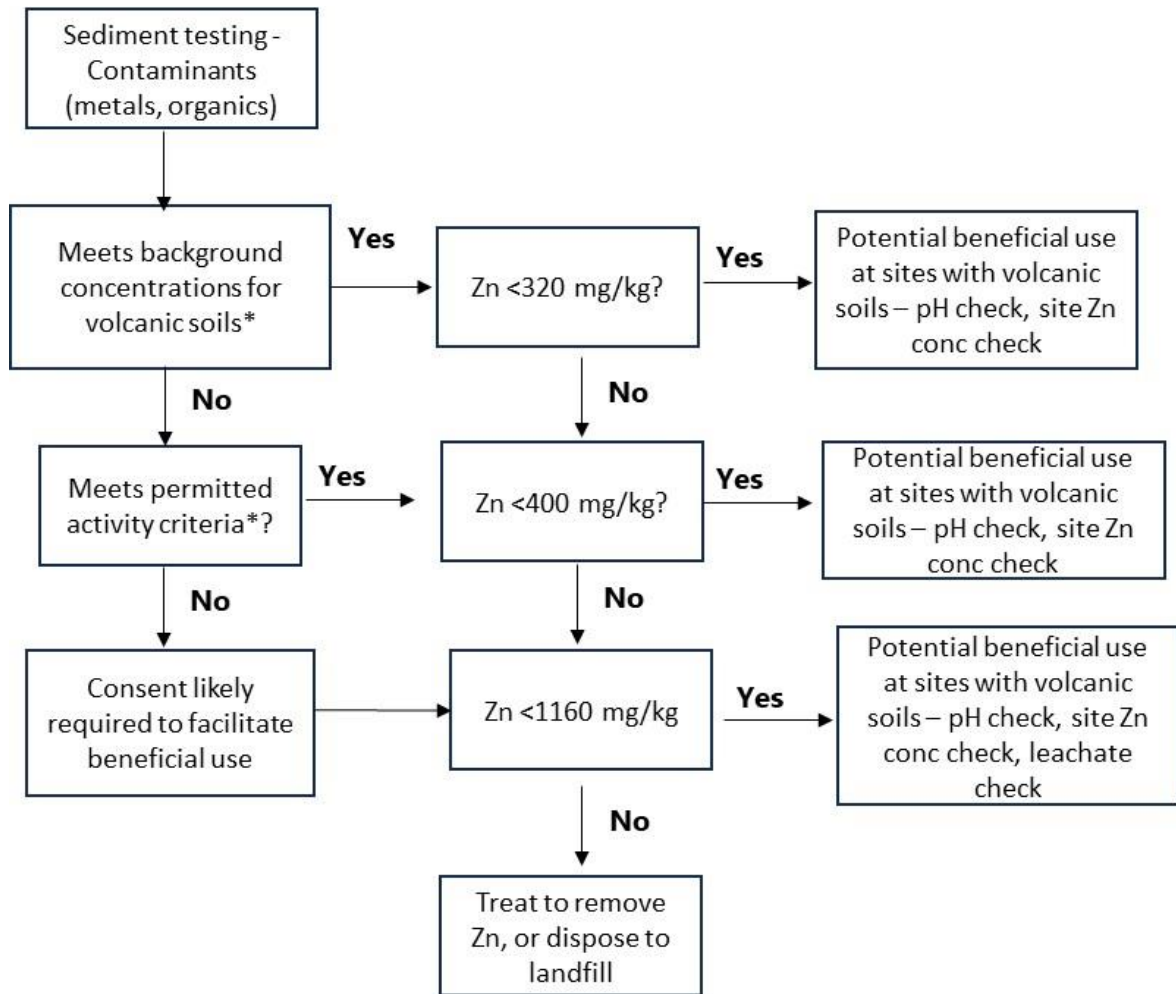 Sediment testing -
Contaminants
(metals, organics)
Meets background
concentrations for
volcanic soils*
Yes
Zn <320 mg/kg?
Yes
Potential beneficial use
at sites with volcanic
soils – pH check, site Zn
conc check
No
No
Meets permitted
activity criteria*?
Yes
Zn <400 mg/kg?
Yes
Potential beneficial use
at sites with volcanic
soils – pH check, site Zn
conc check
No
No
Consent likely
required to facilitate
beneficial use
Zn <1160 mg/kg
Yes
Potential beneficial use
at sites with volcanic
soils – pH check, site Zn
conc check, leachate
check
No
Treat to remove
Zn, or dispose to
landfill